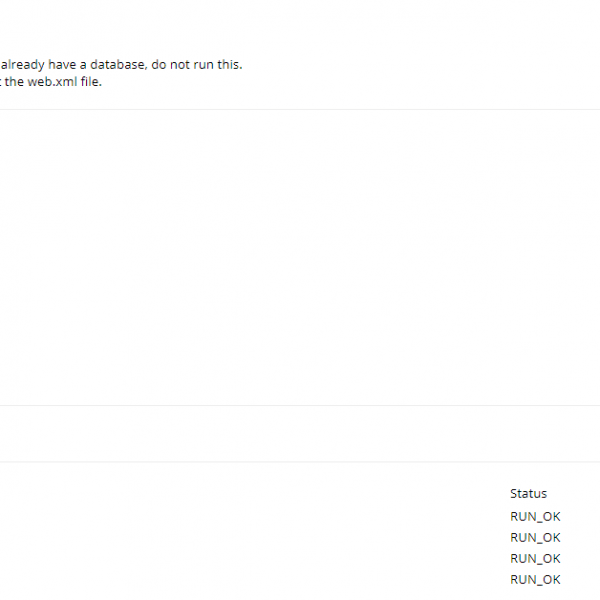 already have a database, do not run this.
the web.xml file.
Status
RUN_OK
RUN_OK
RUN_OK
RUN_OK